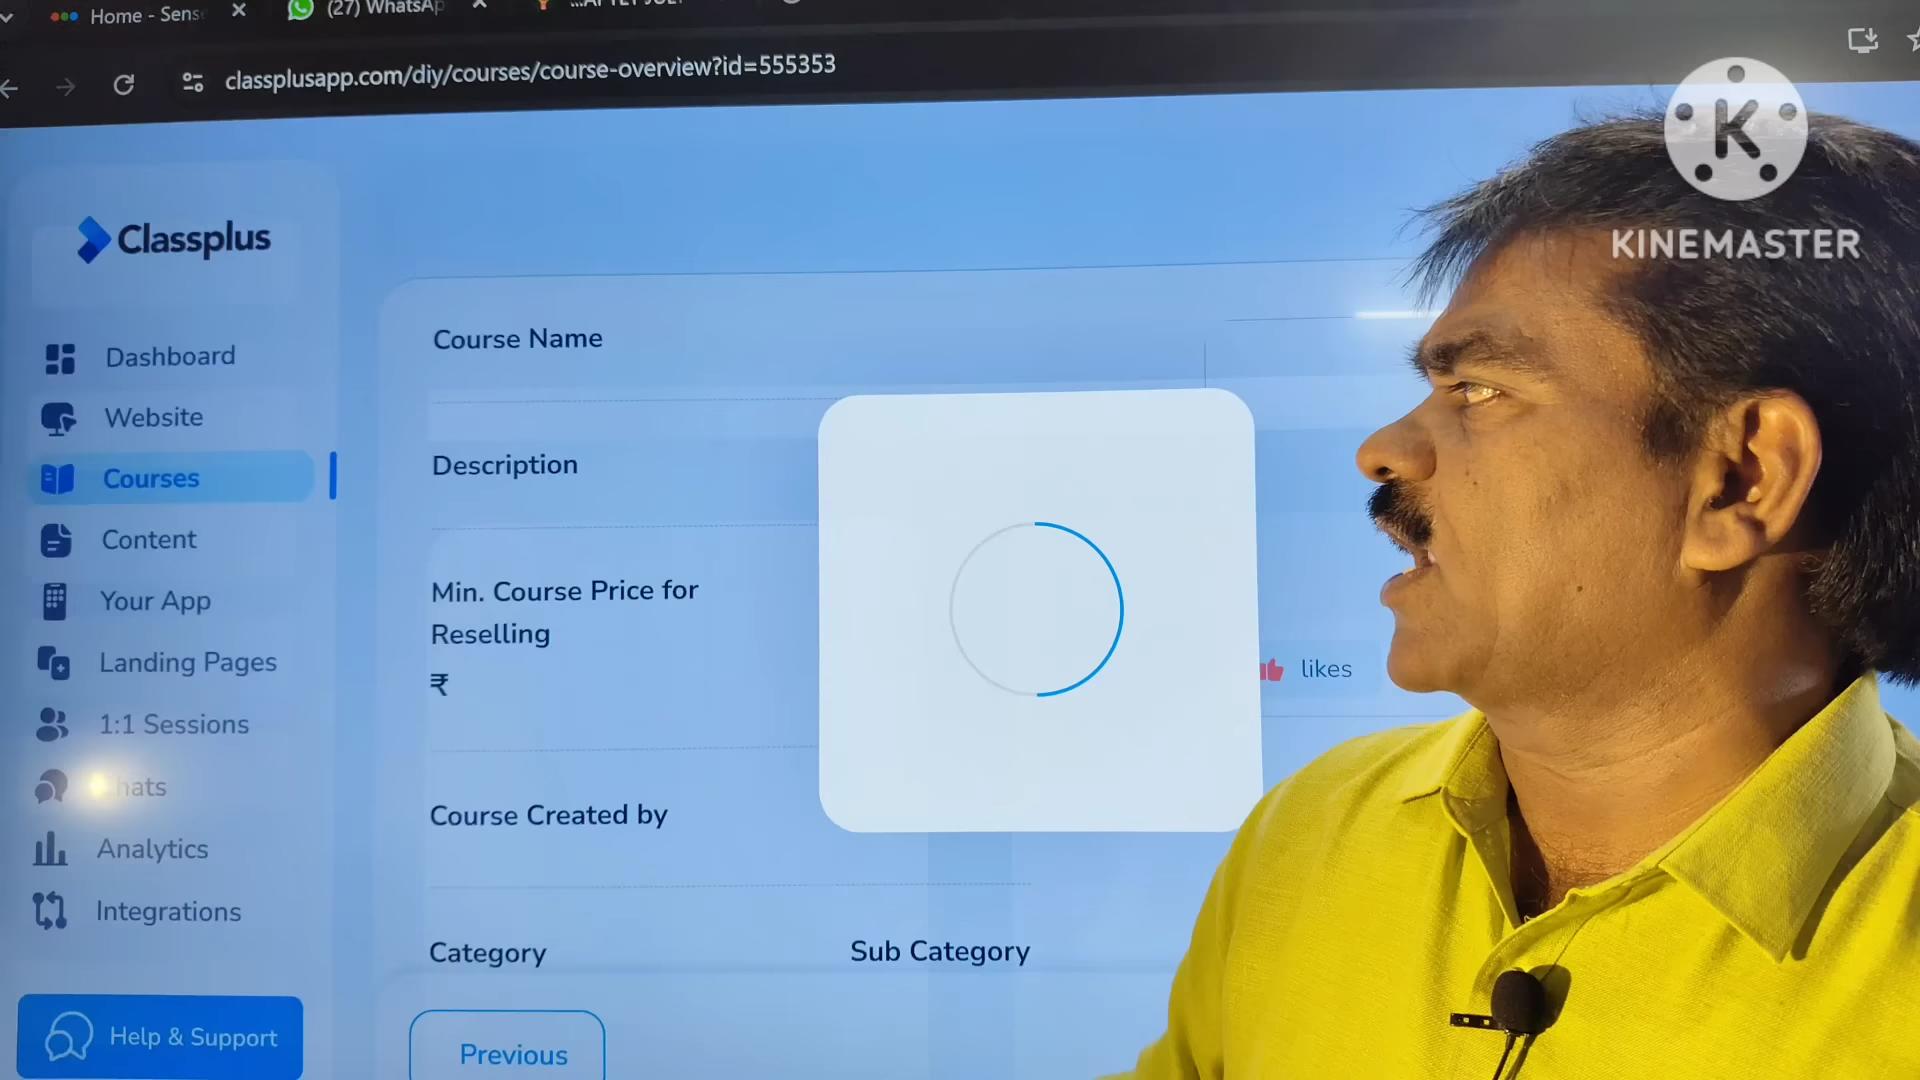 Home - Sens
(27) WhatsAp
classplusapp.com/diy/courses/course-overview?id=555353
K
KINEMASTER
Classplus
Dashboard
Website
Courses
Content
Your App
Landing Pages
1:1 Sessions
Chats
Analytics
Integrations
Help & Support
Course Name
Description
Min. Course Price for
Reselling
₹
likes
Course Created by
Category
Sub Category
Previous